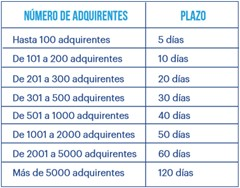 NÚMERO DE ADQUIRENTES PLAZO
Hasta 100 adquirentes 5 días
De 101 a 200 adquirentes 10 días
De 201 a 300 adquirentes 20 días
De 301 a 500 adquirentes 30 días
De 501 a 1000 adquirentes 40 días
De 1001 a 2000 adquirentes 50 días
De 2001 a 5000 adquirentes 60 días
Más de 5000 adquirentes 120 días